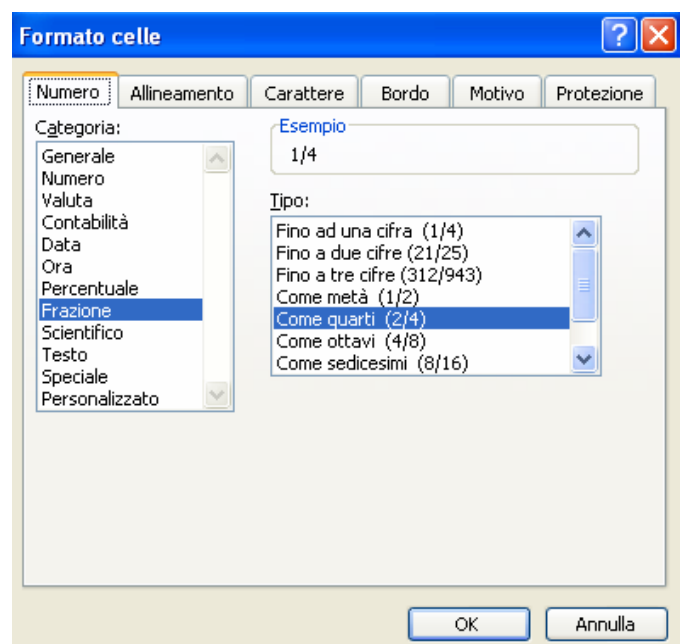 Formato celle
Numero Allineamento Carattere Bordo Motivo Protezione
Categoria:
Generale
Numero
Valuta
Contabilità
Data
Ora
Percentuale
Frazione
Scientifico
Testo
Speciale
Personalizzato
Esempio
1/4
Tipo:
Fino ad una cifra (1/4)
Fino a due cifre (21/25)
Fino a tre cifre (312/943)
Come metà (1/2)
Come quarti (2/4)
Come ottavi (4/8)
Come sedicesimi (8/16)
OK Annulla